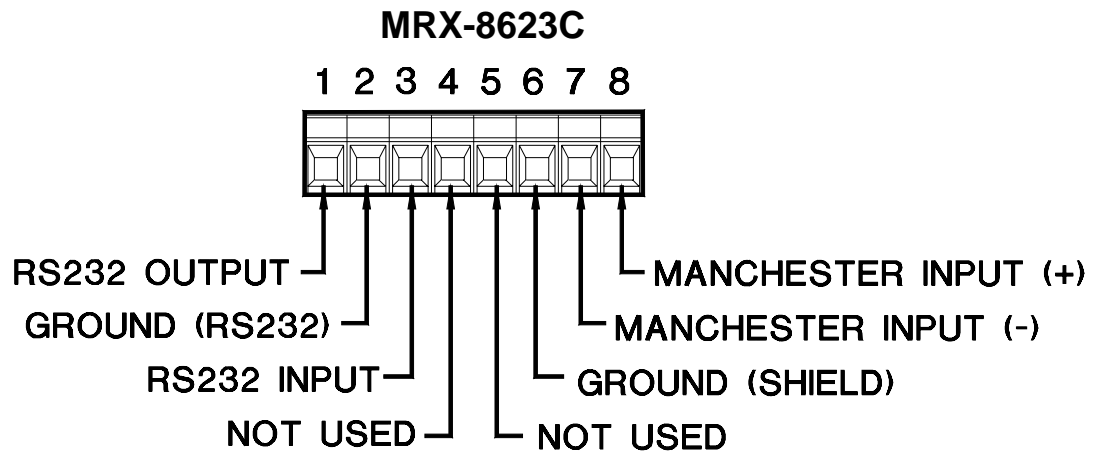 MRX-8623C
1 2 3 4 5 6 7 8
RS232 OUTPUT
MANCHESTER INPUT (+)
GROUND (RS232)
MANCHESTER INPUT (-)
RS232 INPUT
GROUND (SHIELD)
NOT USED
NOT USED